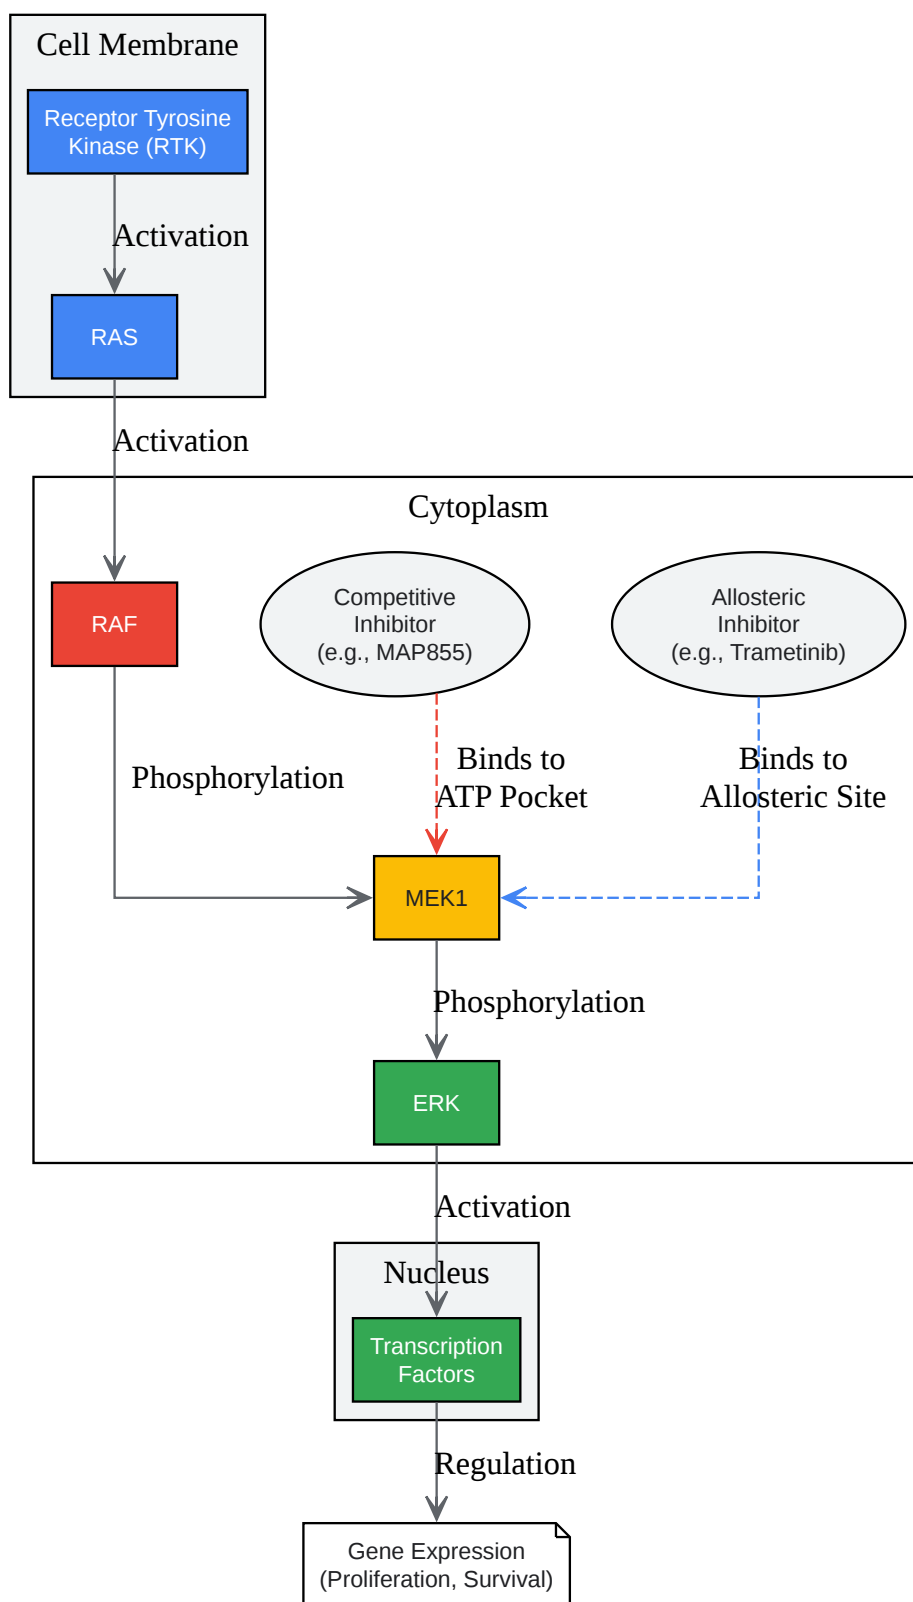 Cell Membrane
Receptor Tyrosine
Kinase (RTK)
Activation
RAS
Activation
Cytoplasm
RAF
Competitive
Inhibitor
(e.g., MAP855)
Allosteric
Inhibitor
(e.g., Trametinib)
Phosphorylation
Binds to
ATP Pocket
Binds to
Allosteric Site
MEK1
Phosphorylation
ERK
Activation
Nucleus
Transcription
Factors
Regulation
Gene Expression
(Proliferation, Survival)